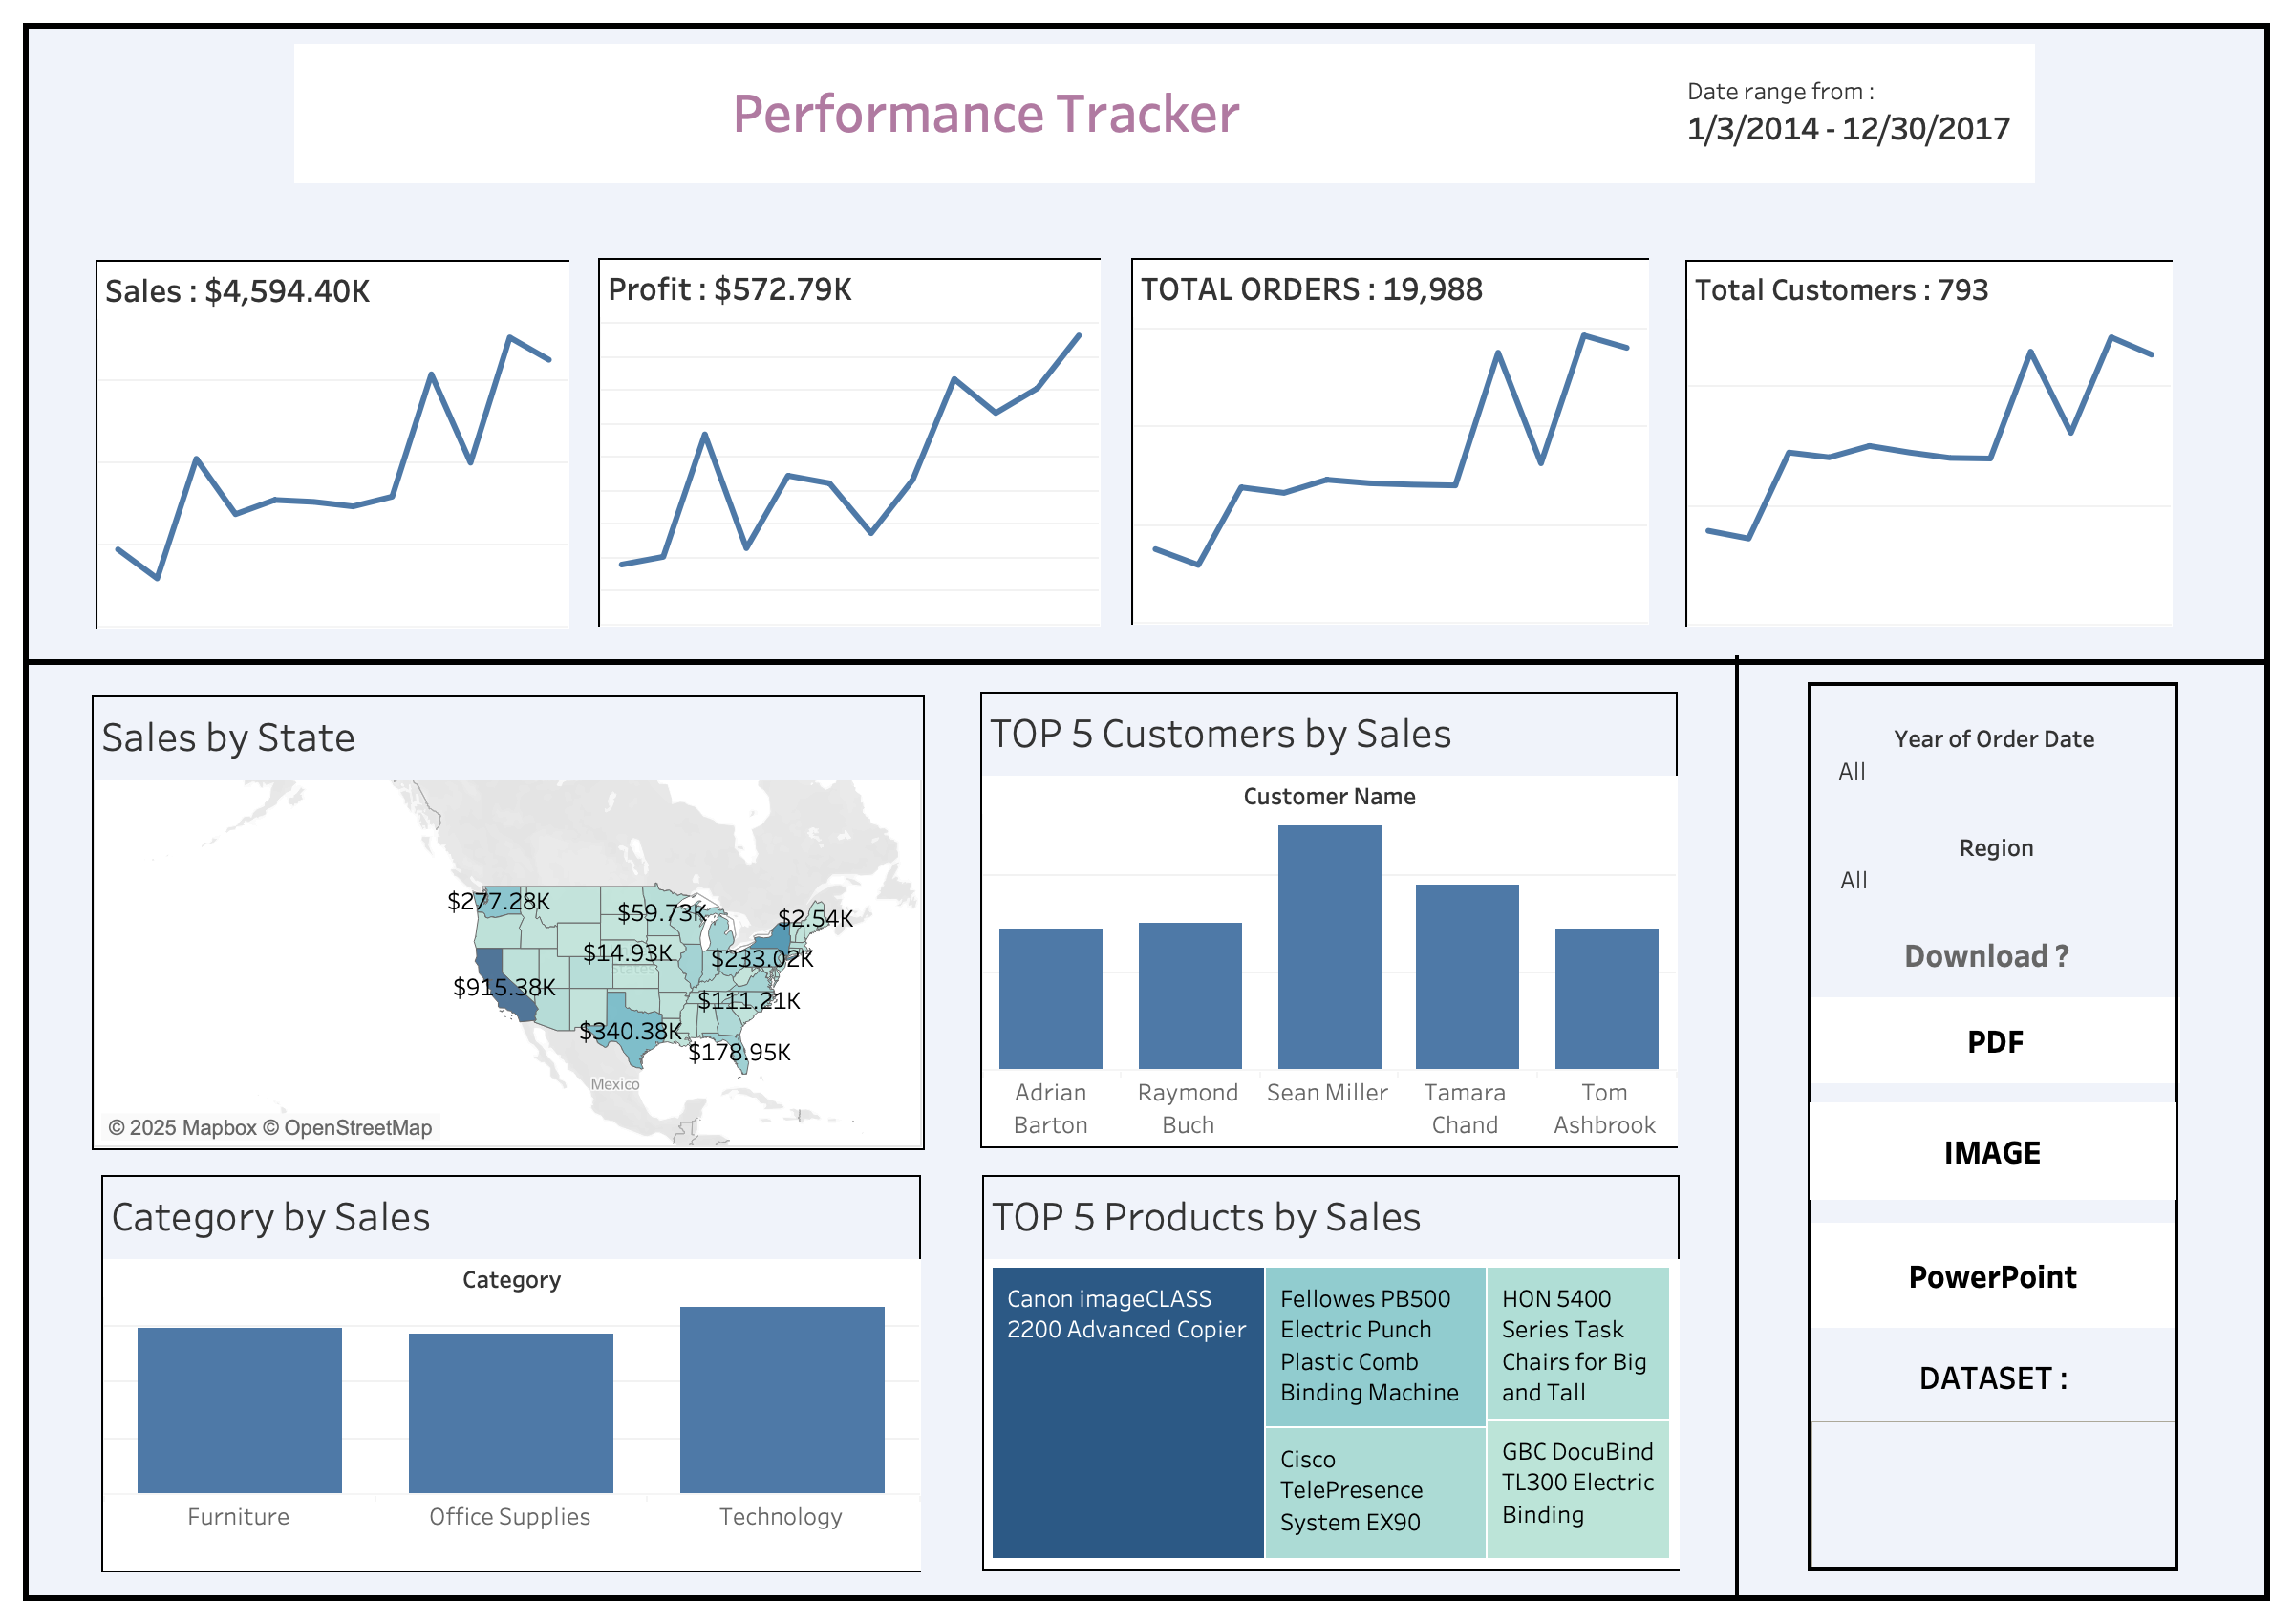 Performance Tracker
Date range from :
1/3/2014 - 12/30/2017
Sales : $4,594.40K
Profit : $572.79K
TOTAL ORDERS : 19,988
Total Customers : 793
Sales by State
$277.28K
$59.73K
$2.54K
$14.93K
$233.02K
States
$915.38K
$111.21K
$340.38K
$178.95K
Mexico
© 2025 Mapbox © OpenStreetMap
TOP 5 Customers by Sales
Customer Name
Adrian
Barton
Raymond
Buch
Sean Miller
Tamara
Chand
Tom
Ashbrook
Category by Sales
Category
Furniture
Office Supplies
Technology
TOP 5 Products by Sales
Canon imageCLASS
2200 Advanced Copier
Fellowes PB500
Electric Punch
Plastic Comb
Binding Machine
Cisco
TelePresence
System EX90
HON 5400
Series Task
Chairs for Big
and Tall
GBC DocuBind
TL300 Electric
Binding
Year of Order Date
All
Region
All
Download ?
PDF
IMAGE
PowerPoint
DATASET :